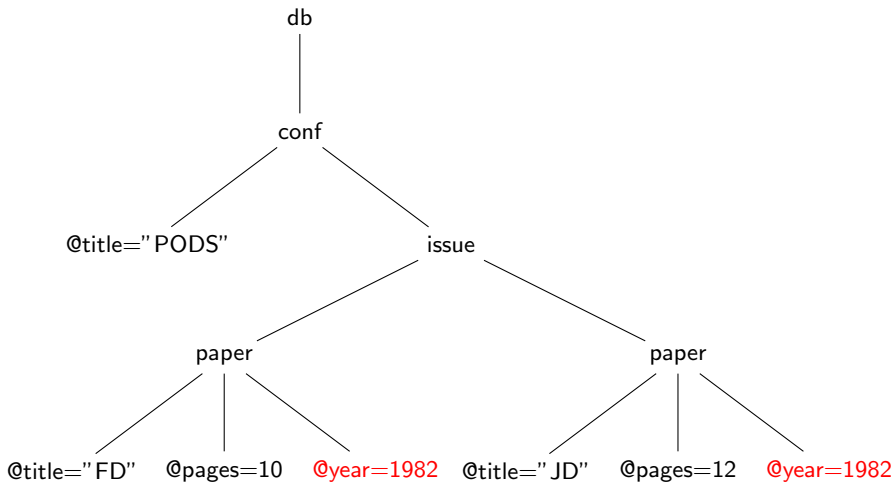 db
conf
@title="PODS"
issue
paper
paper
@title="FD"
@pages=10
@year=1982
@title="JD"
@pages=12
@year=1982